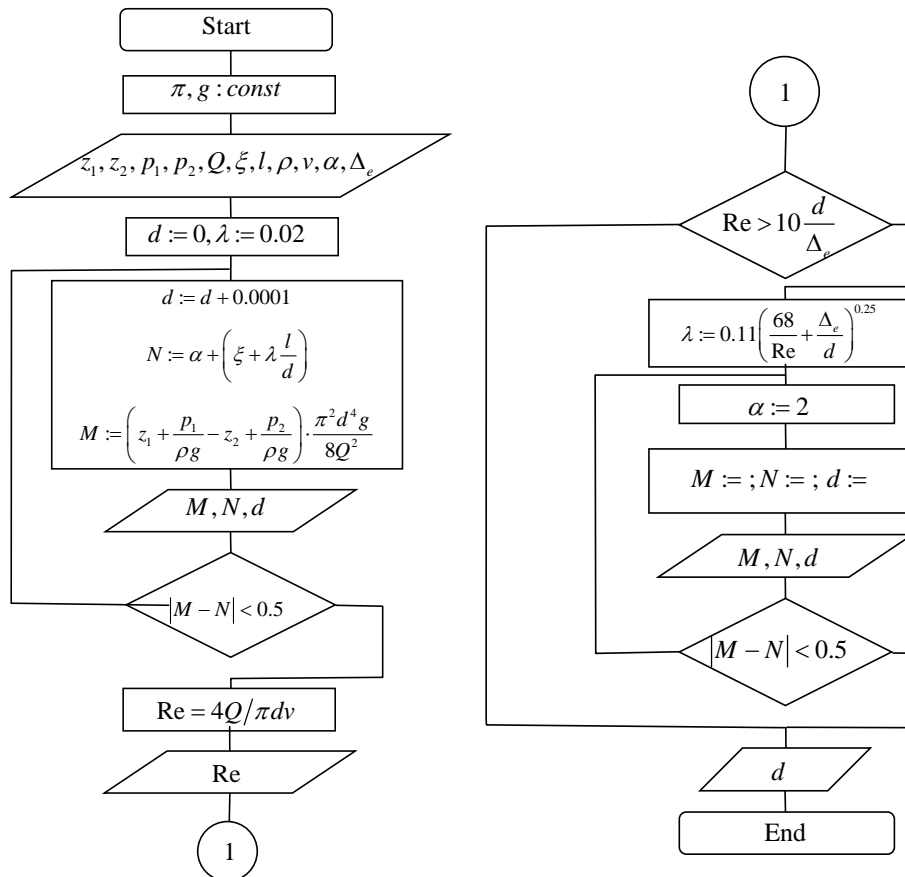 Start
π, g : const
z₁, z₂, p₁, p₂, Q, ξ, l, ρ, ν, α, Δₑ
d := 0, λ := 0.02
d := d + 0.0001
N := α + (ξ + λ l/d)
M := (z₁ + p₁/ρg − z₂ + p₂/ρg) · π²d⁴g/8Q²
M, N, d
|M − N| < 0.5
Re = 4Q/πdν
Re
1
1
Re > 10 d/Δₑ
λ := 0.11(68/Re + Δₑ/d)^0.25
α := 2
M := ; N := ; d :=
M, N, d
|M − N| < 0.5
d
End